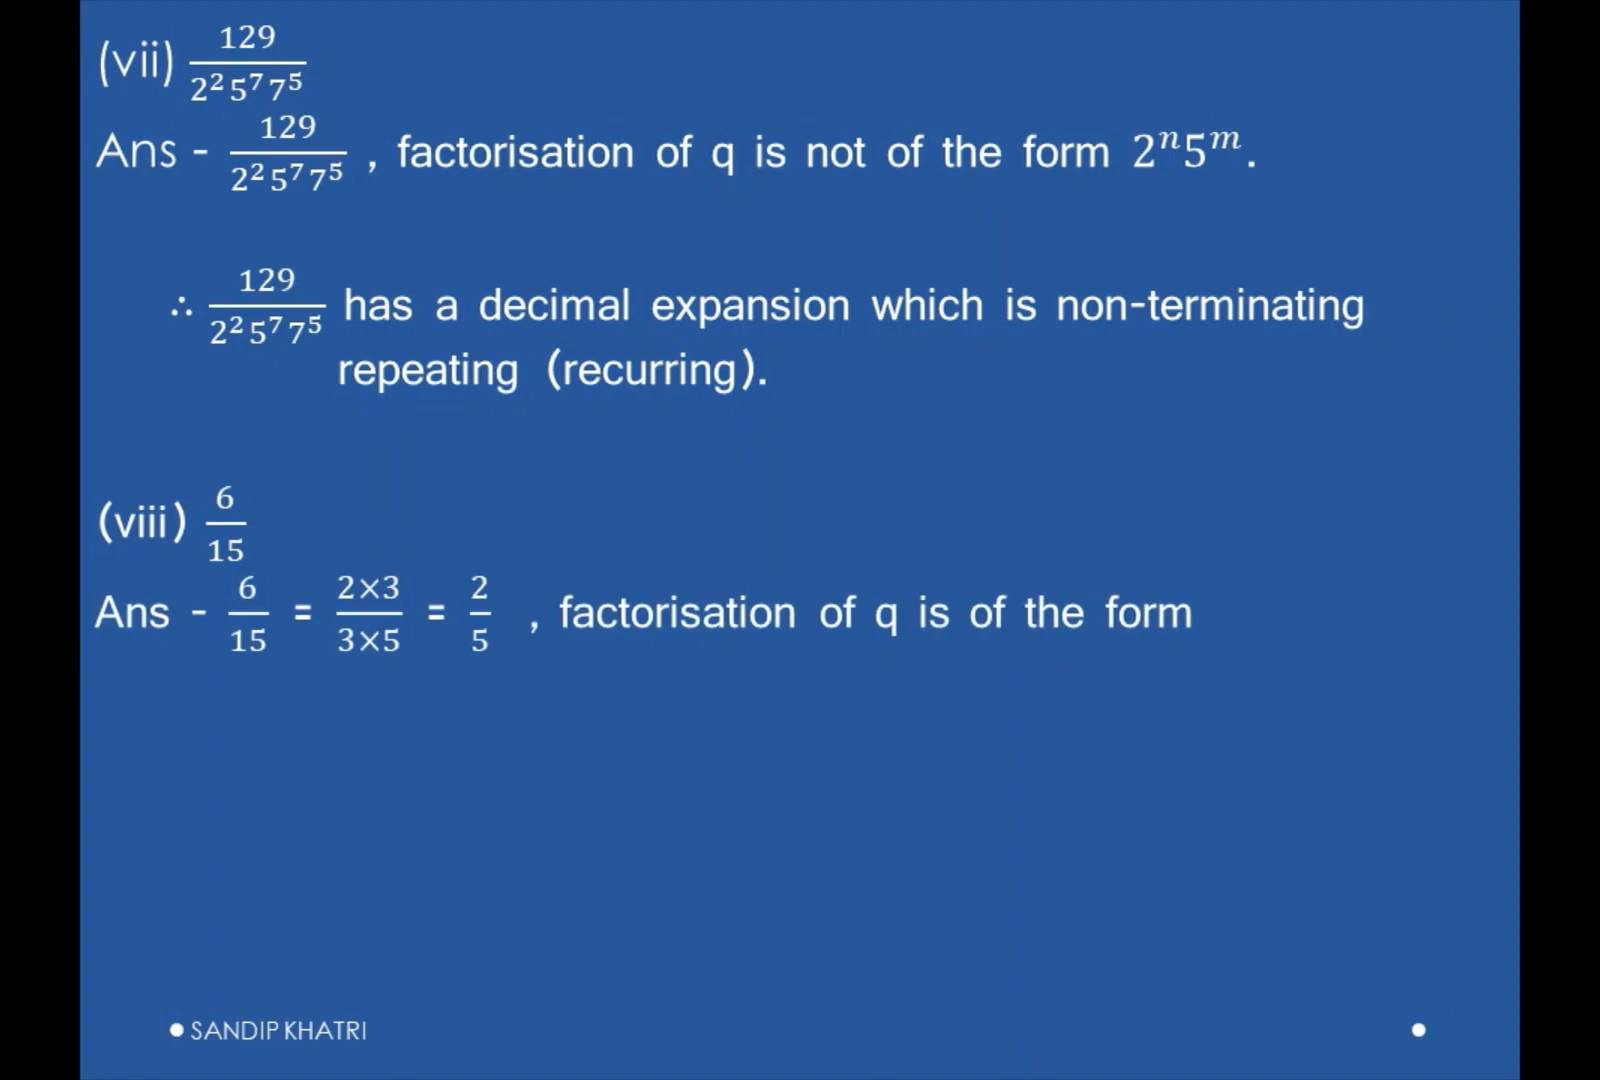 (vii) 129/2²5⁷7⁵
Ans - 129/2²5⁷7⁵ , factorisation of q is not of the form 2ⁿ5ᵐ.
∴ 129/2²5⁷7⁵ has a decimal expansion which is non-terminating
repeating (recurring).
(viii) 6/15
Ans - 6/15 = 2×3/3×5 = 2/5 , factorisation of q is of the form
• SANDIP KHATRI •